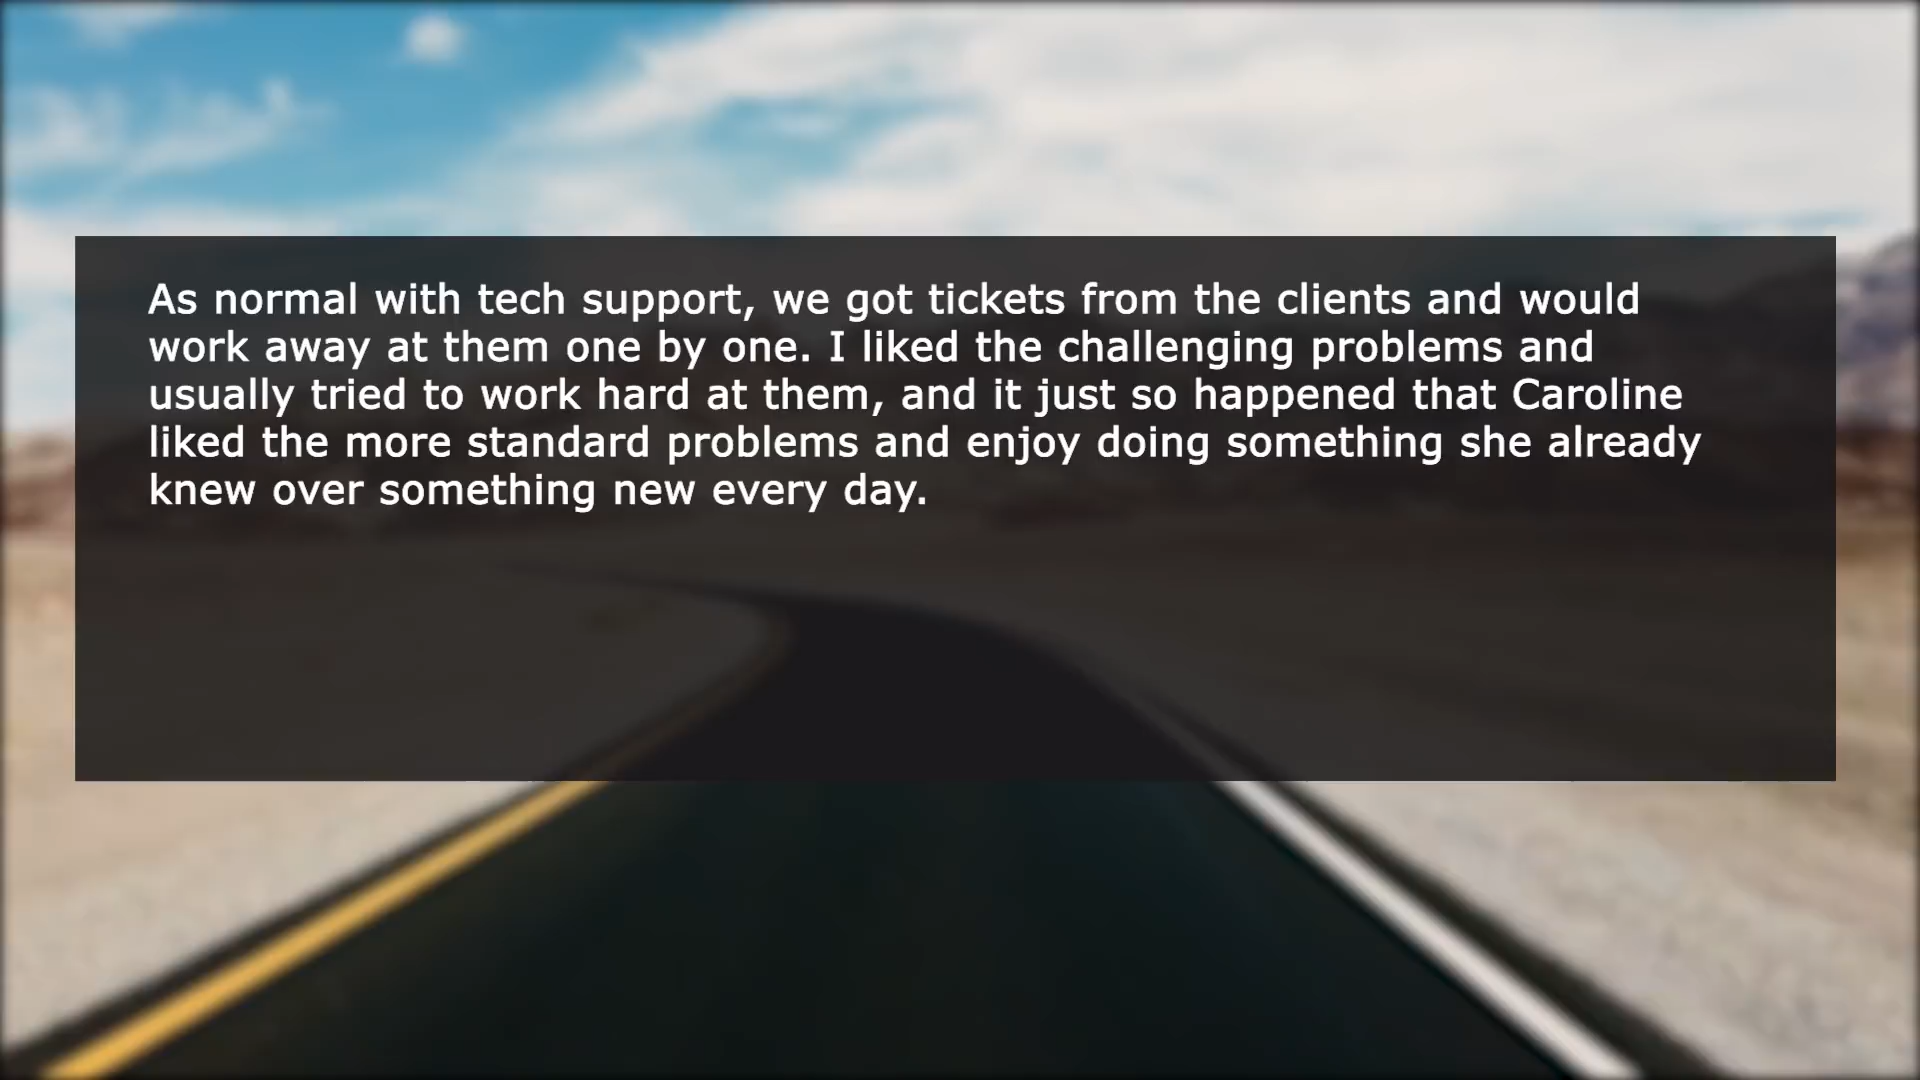 As normal with tech support, we got tickets from the clients and would
work away at them one by one. I liked the challenging problems and
usually tried to work hard at them, and it just so happened that Caroline
liked the more standard problems and enjoy doing something she already
knew over something new every day.